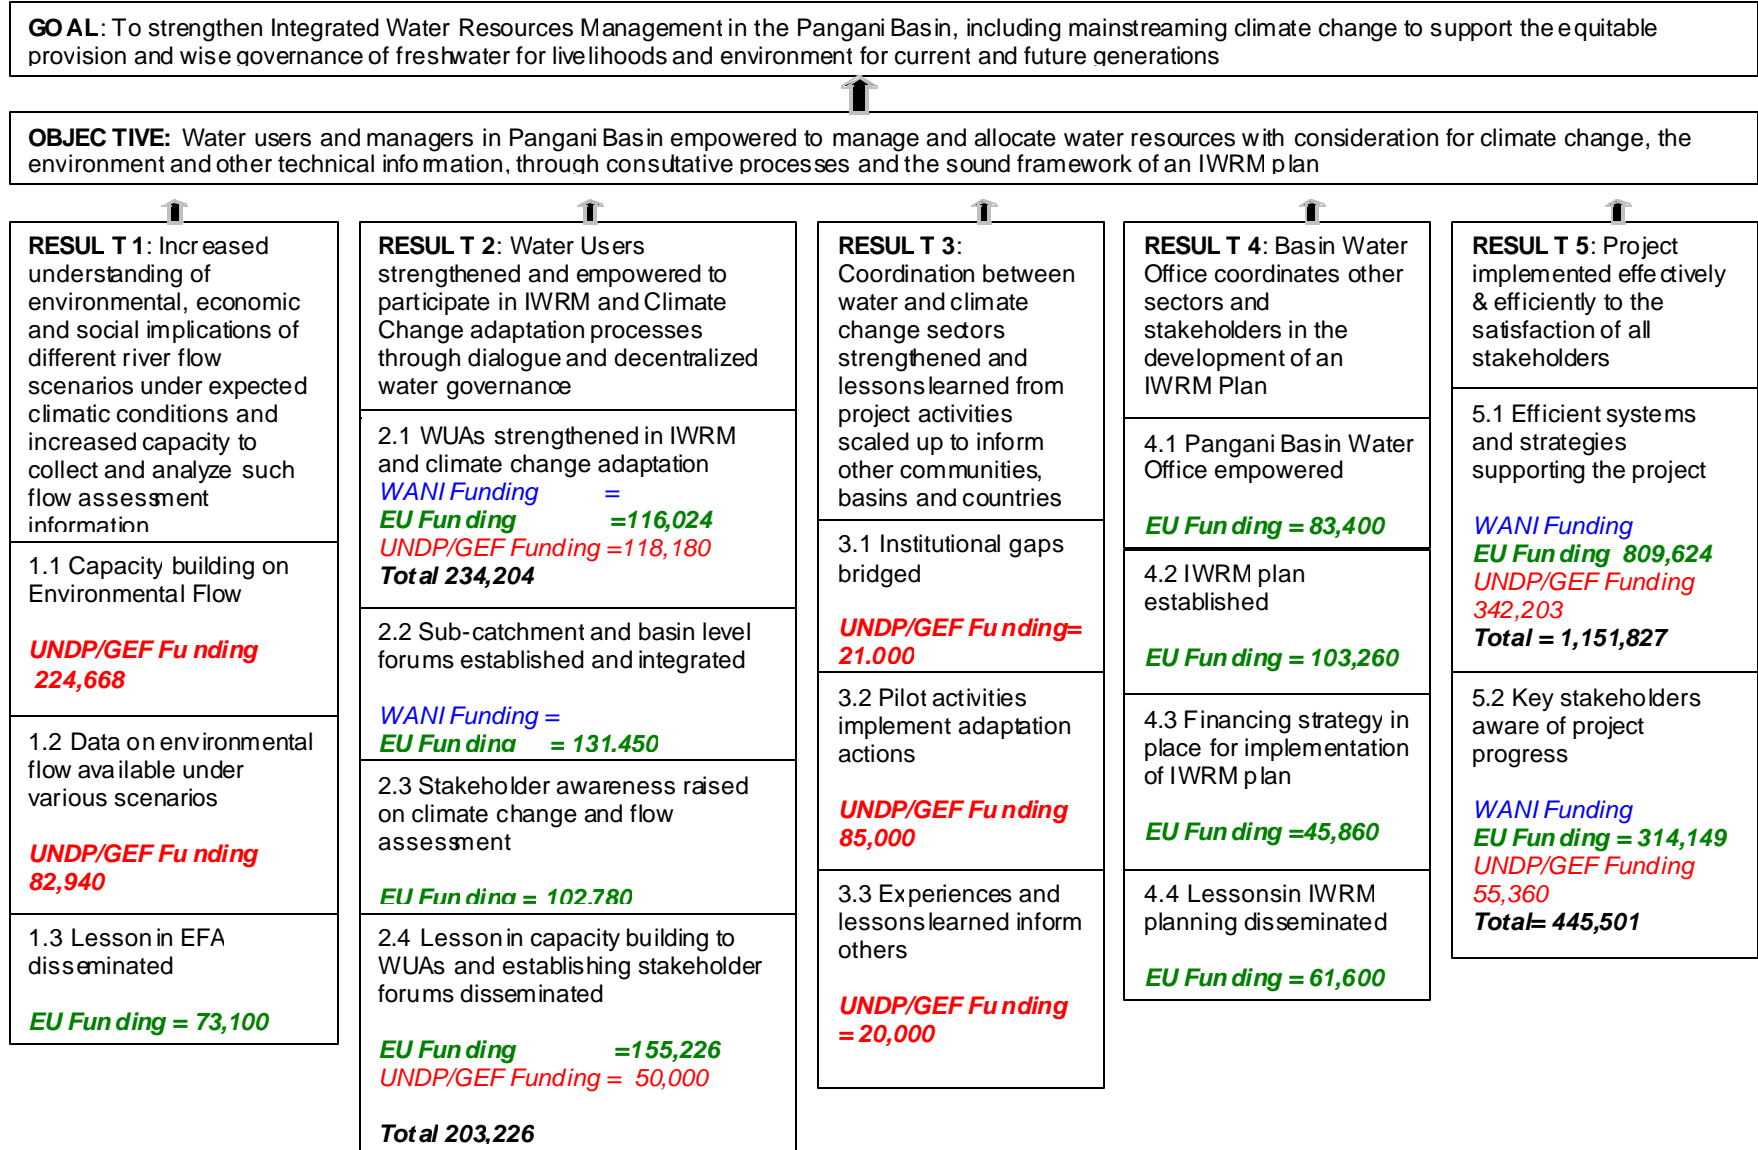 GOAL: To strengthen Integrated Water Resources Management in the Pangani Basin, including mainstreaming climate change to support the equitable
provision and wise governance of freshwater for livelihoods and environment for current and future generations
OBJECTIVE: Water users and managers in Pangani Basin empowered to manage and allocate water resources with consideration for climate change, the
environment and other technical information, through consultative processes and the sound framework of an IWRM plan
RESULT 1: Increased
understanding of
environmental, economic
and social implications of
different river flow
scenarios under expected
climatic conditions and
increased capacity to
collect and analyze such
flow assessment
information
1.1 Capacity building on
Environmental Flow
UNDP/GEF Funding
224,668
1.2 Data on environmental
flow available under
various scenarios
UNDP/GEF Funding
82,940
1.3 Lesson in EFA
disseminated
EU Funding = 73,100
RESULT 2: Water Users
strengthened and empowered to
participate in IWRM and Climate
Change adaptation processes
through dialogue and decentralized
water governance
2.1 WUAs strengthened in IWRM
and climate change adaptation
WANI Funding =
EU Funding =116,024
UNDP/GEF Funding =118,180
Total 234,204
2.2 Sub-catchment and basin level
forums established and integrated
WANI Funding =
EU Funding = 131.450
2.3 Stakeholder awareness raised
on climate change and flow
assessment
EU Funding = 102,780
2.4 Lesson in capacity building to
WUAs and establishing stakeholder
forums disseminated
EU Funding =155,226
UNDP/GEF Funding = 50,000
Total 203,226
RESULT 3:
Coordination between
water and climate
change sectors
strengthened and
lessons learned from
project activities
scaled up to inform
other communities,
basins and countries
3.1 Institutional gaps
bridged
UNDP/GEF Funding=
21.000
3.2 Pilot activities
implement adaptation
actions
UNDP/GEF Funding
85,000
3.3 Experiences and
lessons learned inform
others
UNDP/GEF Funding
= 20,000
RESULT 4: Basin Water
Office coordinates other
sectors and
stakeholders in the
development of an
IWRM Plan
4.1 Pangani Basin Water
Office empowered
EU Funding = 83,400
4.2 IWRM plan
established
EU Funding = 103,260
4.3 Financing strategy in
place for implementation
of IWRM plan
EU Funding =45,860
4.4 Lessons in IWRM
planning disseminated
EU Funding = 61,600
RESULT 5: Project
implemented effectively
& efficiently to the
satisfaction of all
stakeholders
5.1 Efficient systems
and strategies
supporting the project
WANI Funding
EU Funding 809,624
UNDP/GEF Funding
342,203
Total = 1,151,827
5.2 Key stakeholders
aware of project
progress
WANI Funding
EU Funding = 314,149
UNDP/GEF Funding
55,360
Total= 445,501